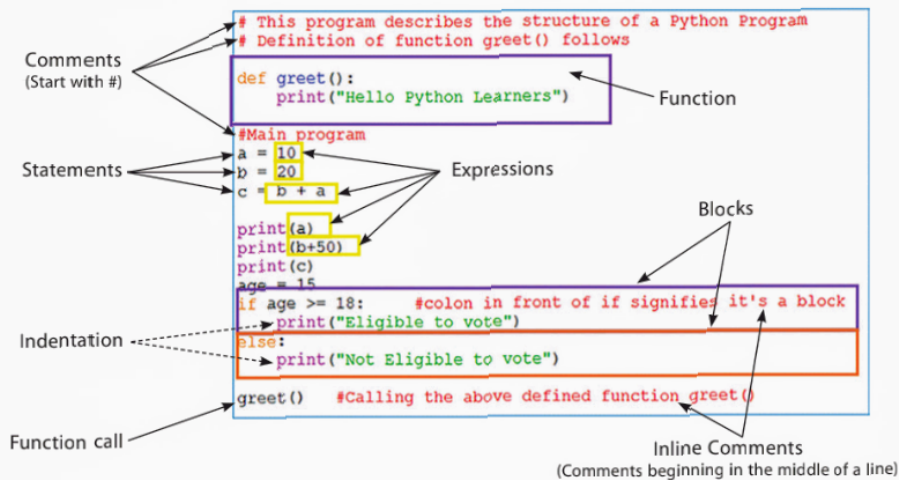 # This program describes the structure of a Python Program
# Definition of function greet() follows
Comments
(Start with #)
def greet():
print("Hello Python Learners")
Function
#Main program
a = 10
b = 20
c = b + a
Statements
Expressions
print(a)
print(b+50)
print(c)
age = 15
Blocks
if age >= 18: #colon in front of if signifies it's a block
print("Eligible to vote")
Indentation
else:
print("Not Eligible to vote")
greet() #Calling the above defined function greet()
Function call
Inline Comments
(Comments beginning in the middle of a line)